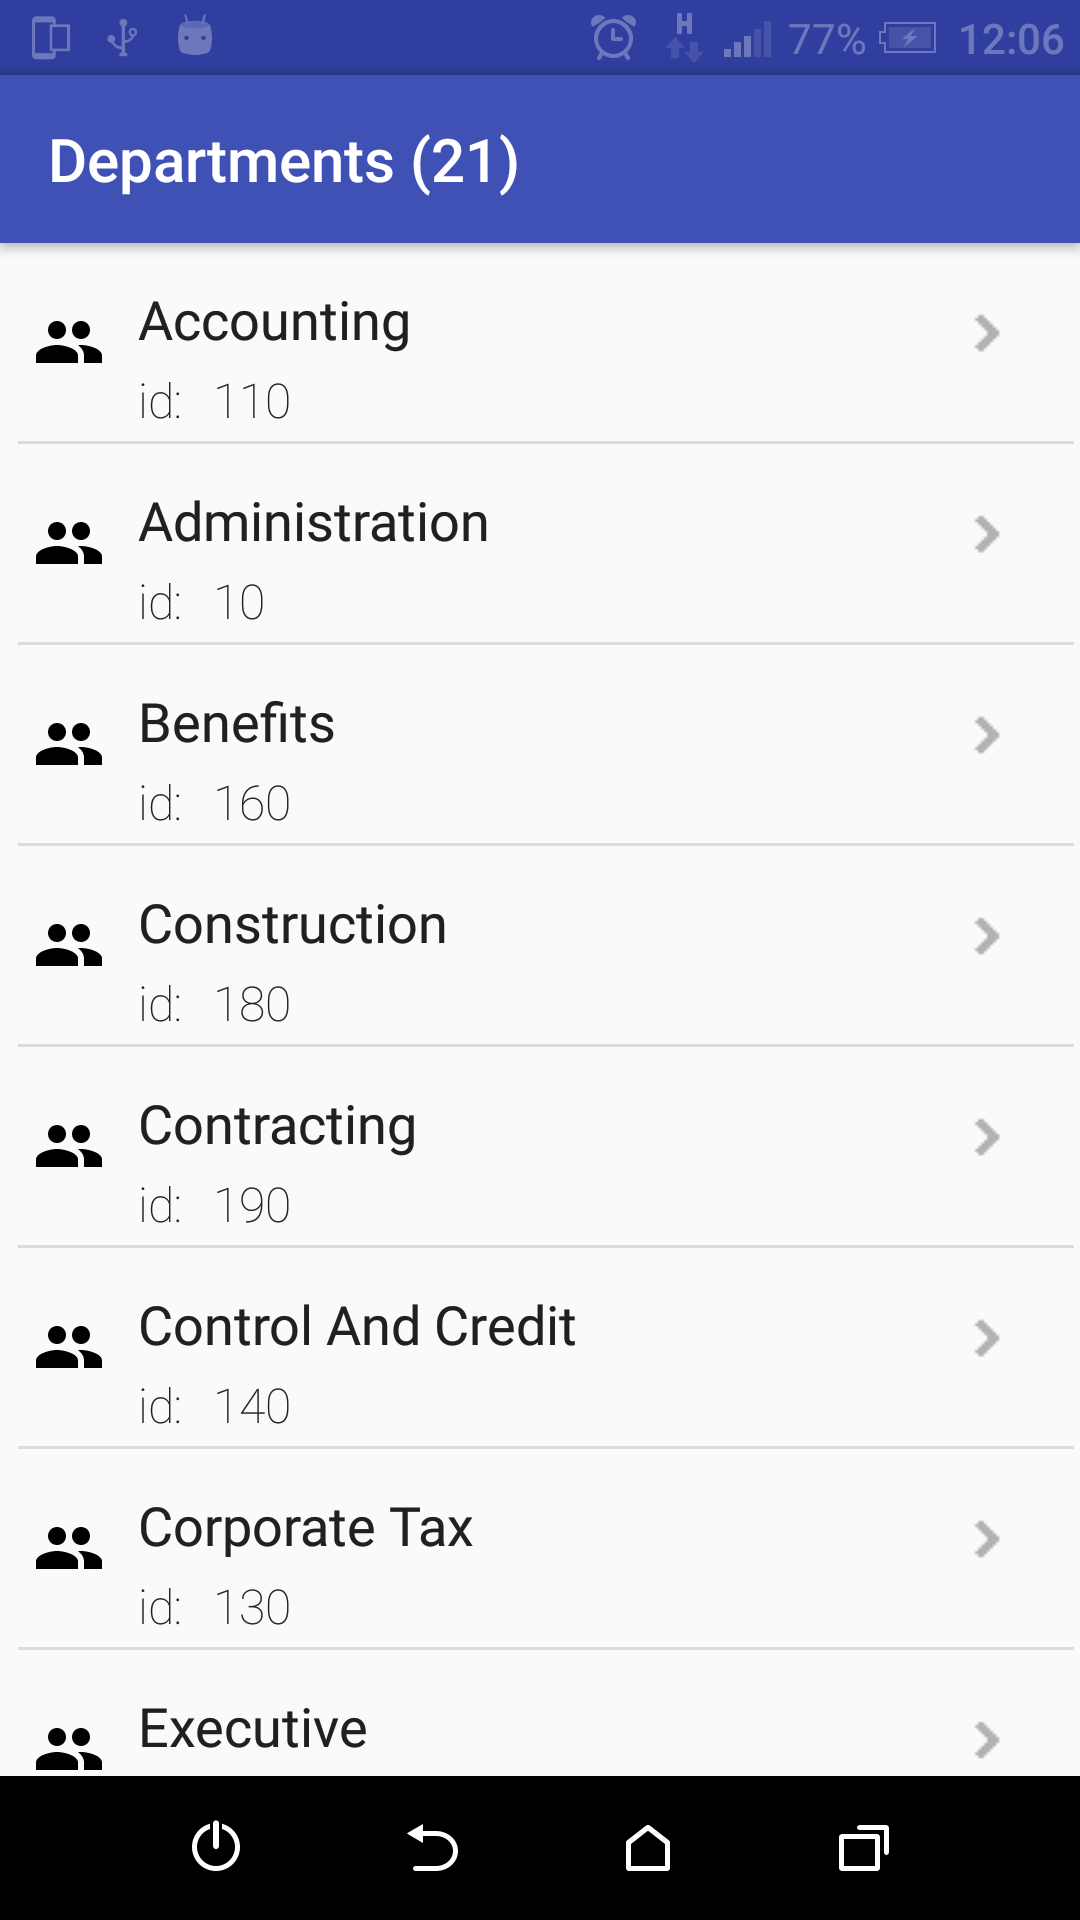 H 77% 12:06
Departments (21)
Accounting
id: 110
Administration
id: 10
Benefits
id: 160
Construction
id: 180
Contracting
id: 190
Control And Credit
id: 140
Corporate Tax
id: 130
Executive